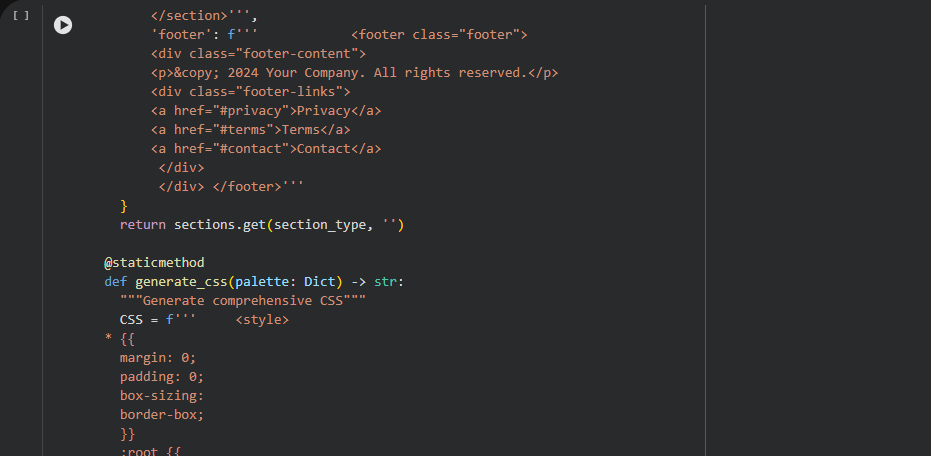 [ ]
</section>''',
'footer': f''' <footer class="footer">
<div class="footer-content">
<p>&copy; 2024 Your Company. All rights reserved.</p>
<div class="footer-links">
<a href="#privacy">Privacy</a>
<a href="#terms">Terms</a>
<a href="#contact">Contact</a>
</div>
</div> </footer>'''
}
return sections.get(section_type, '')
@staticmethod
def generate_css(palette: Dict) -> str:
"""Generate comprehensive CSS"""
CSS = f''' <style>
* {{
margin: 0;
padding: 0;
box-sizing:
border-box;
}}
:root {{